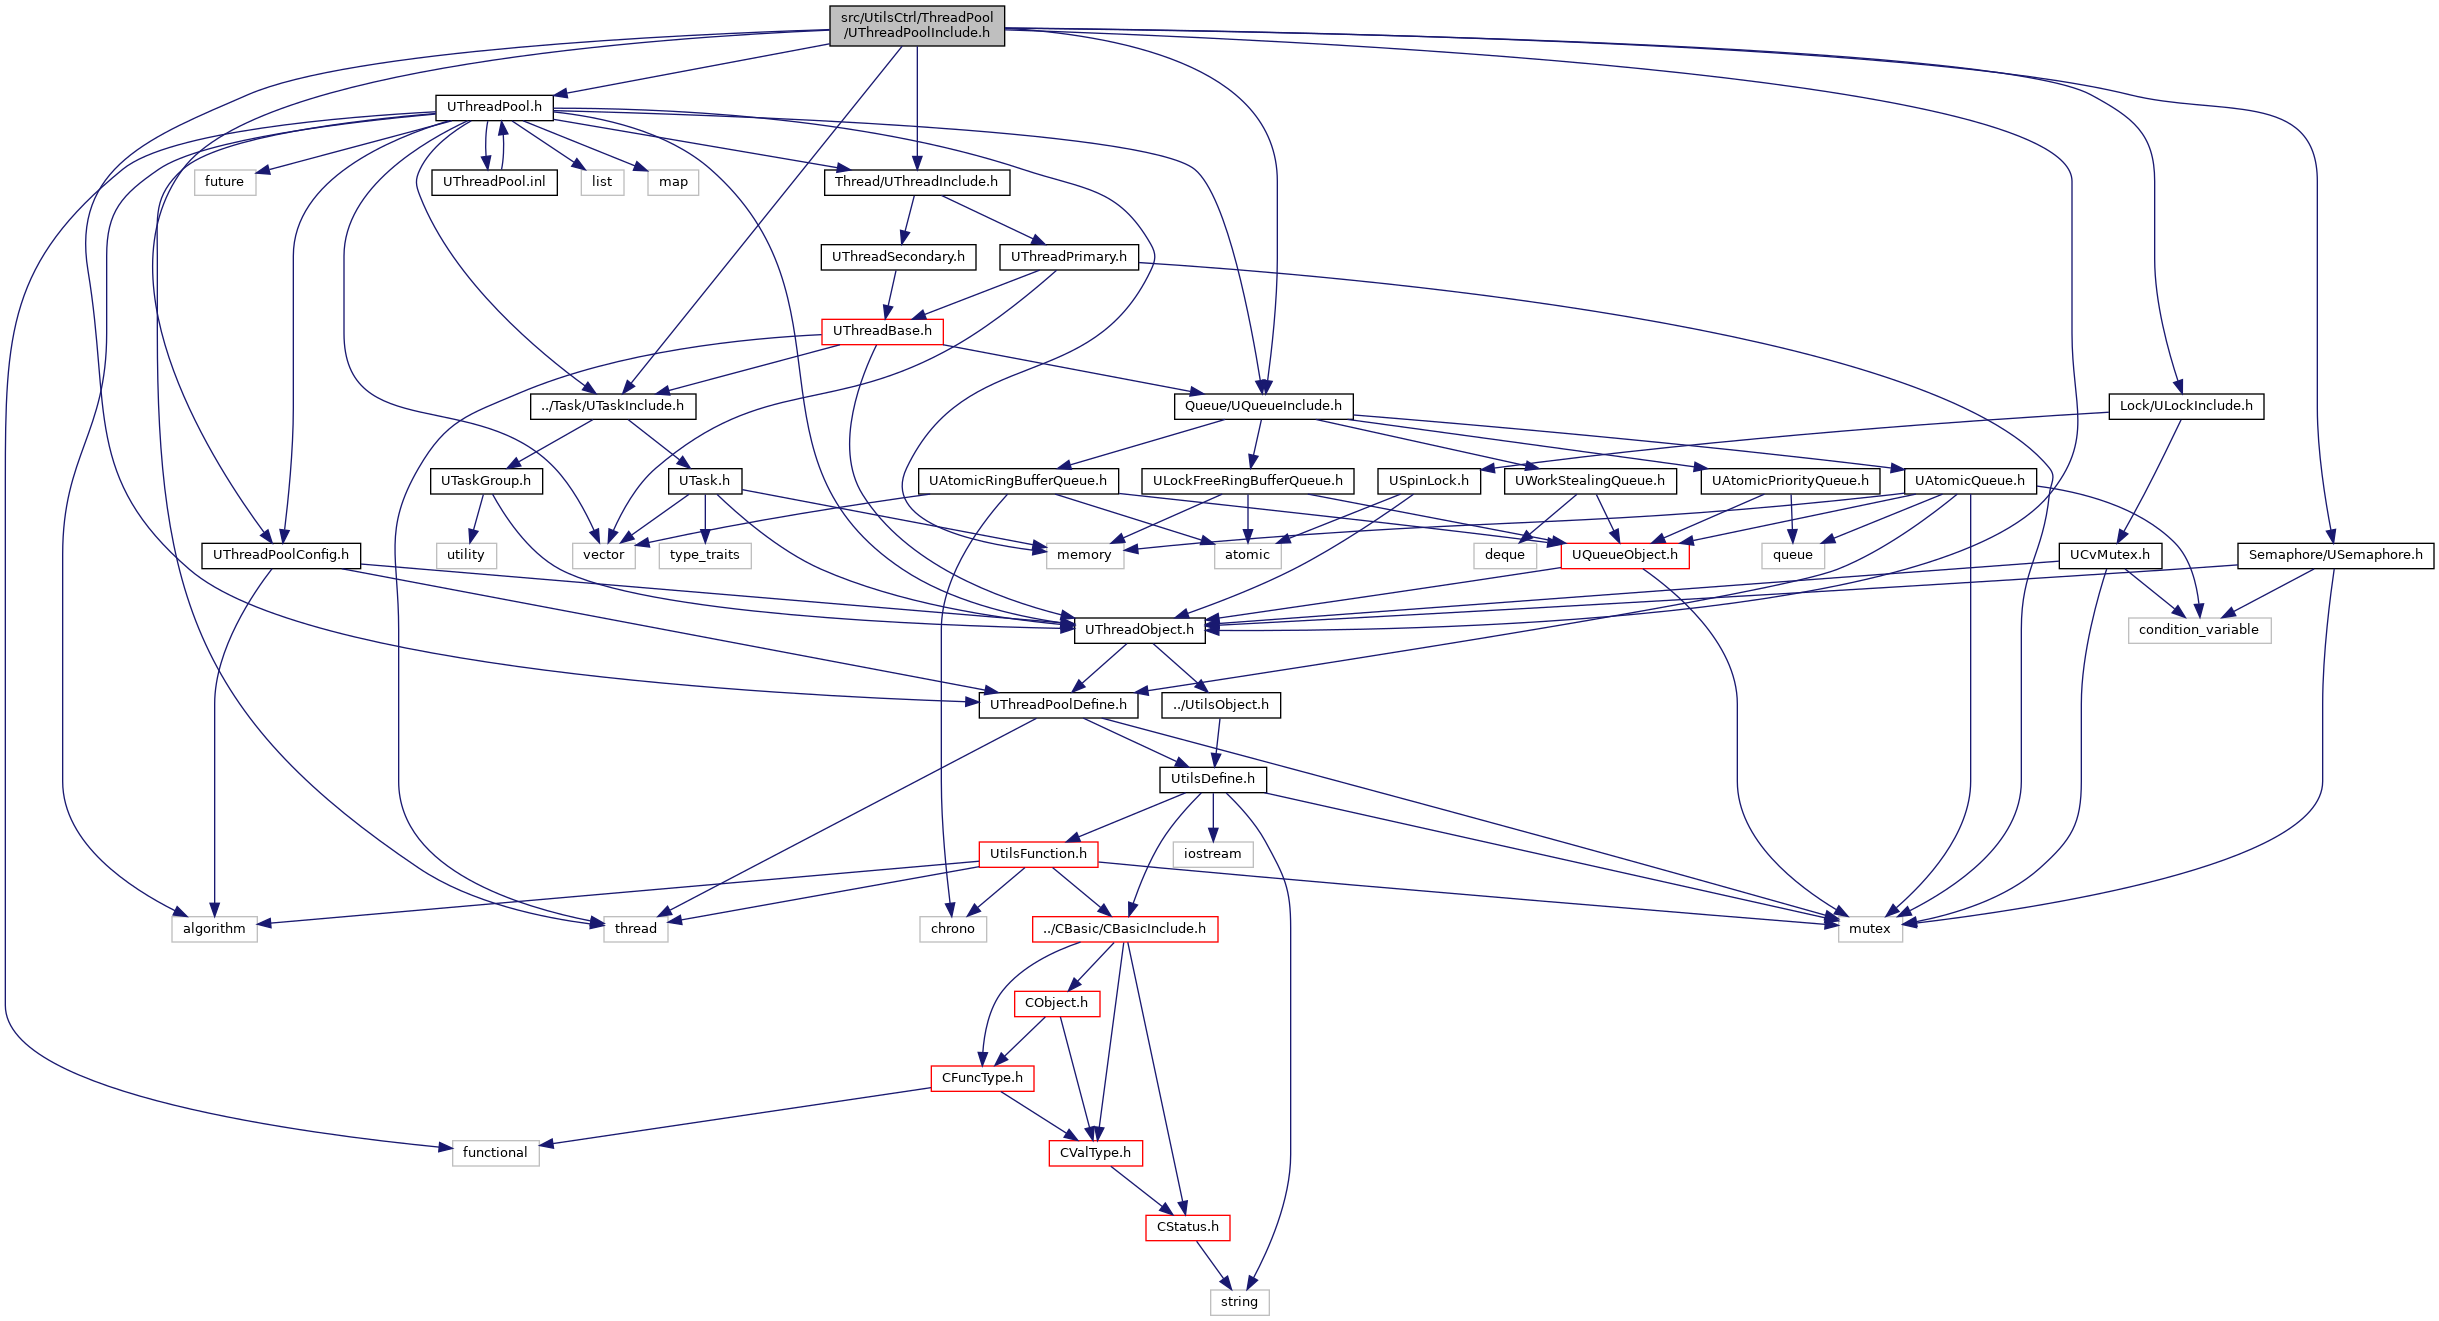 src/UtilsCtrl/ThreadPool
/UThreadPoolInclude.h
UThreadPool.h
future
UThreadPool.inl
list
map
Thread/UThreadInclude.h
UThreadSecondary.h
UThreadPrimary.h
UThreadBase.h
../Task/UTaskInclude.h
Queue/UQueueInclude.h
Lock/ULockInclude.h
UTaskGroup.h
UTask.h
UAtomicRingBufferQueue.h
ULockFreeRingBufferQueue.h
USpinLock.h
UWorkStealingQueue.h
UAtomicPriorityQueue.h
UAtomicQueue.h
UThreadPoolConfig.h
utility
vector
type_traits
memory
atomic
deque
UQueueObject.h
queue
UCvMutex.h
Semaphore/USemaphore.h
UThreadObject.h
condition_variable
UThreadPoolDefine.h
../UtilsObject.h
UtilsDefine.h
UtilsFunction.h
iostream
algorithm
thread
chrono
../CBasic/CBasicInclude.h
mutex
CObject.h
CFuncType.h
functional
CValType.h
CStatus.h
string